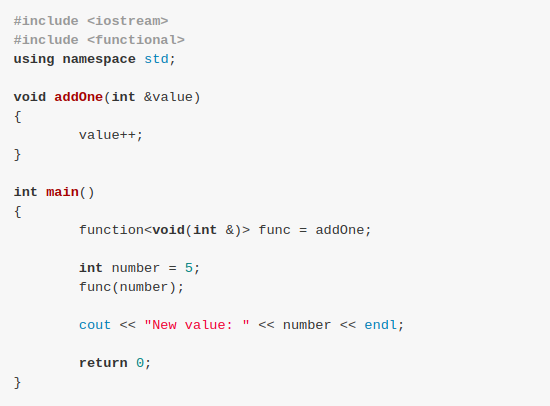 #include <iostream>
#include <functional>
using namespace std;

void addOne(int &value)
{
        value++;
}

int main()
{
        function<void(int &)> func = addOne;

        int number = 5;
        func(number);

        cout << "New value: " << number << endl;

        return 0;
}